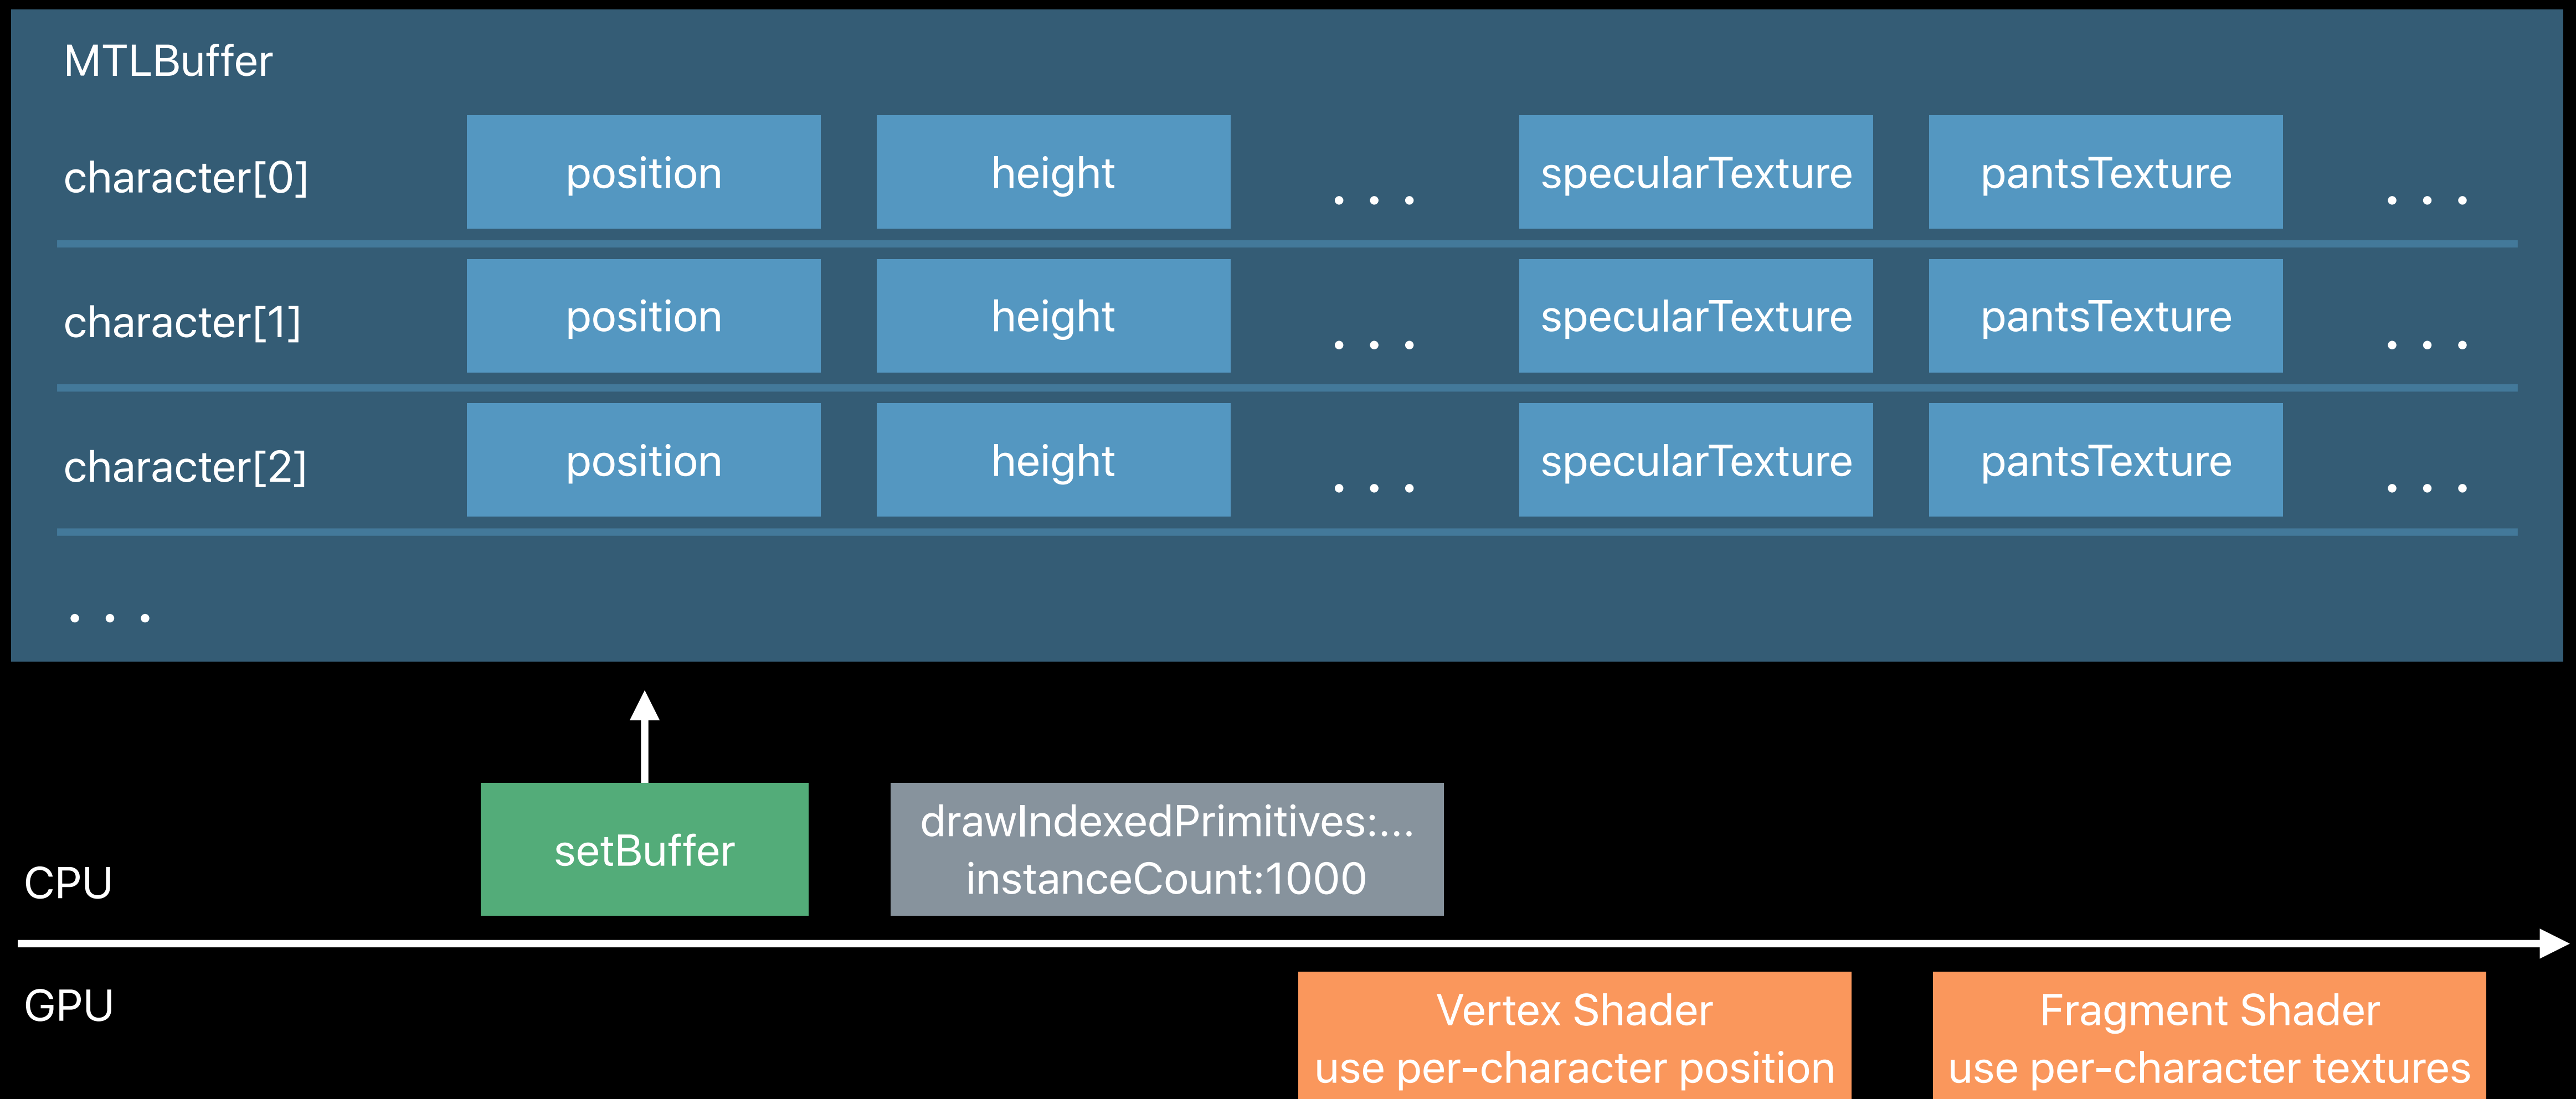 MTLBuffer
character[0] position height . . . specularTexture pantsTexture . . .
character[1] position height . . . specularTexture pantsTexture . . .
character[2] position height . . . specularTexture pantsTexture . . .
. . .
setBuffer
drawIndexedPrimitives:...
instanceCount:1000
CPU
GPU
Vertex Shader
use per-character position
Fragment Shader
use per-character textures